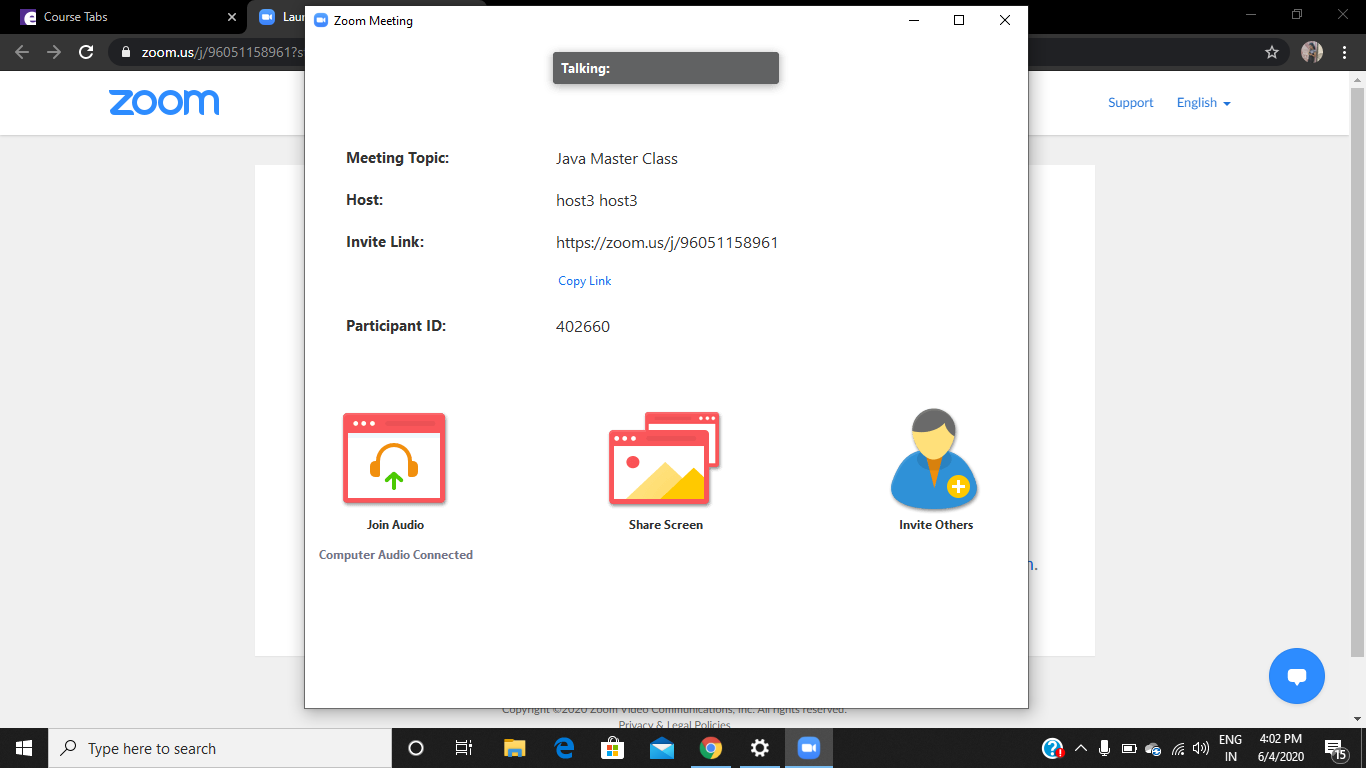 Course Tabs
Lau
Zoom Meeting
zoom.us/j/96051158961?s
Talking:
zoom
Support
English
Meeting Topic:
Java Master Class
Host:
host3 host3
Invite Link:
https://zoom.us/j/96051158961
Copy Link
Participant ID:
402660
Join Audio
Share Screen
Invite Others
Computer Audio Connected
n.
Copyright ©2020 Zoom Video Communications, Inc. All rights reserved.
Privacy & Legal Policies
Type here to search
ENG
IN
4:02 PM
6/4/2020
15